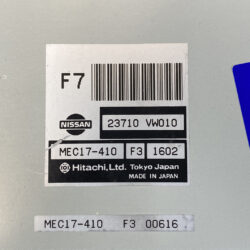 F7
NISSAN
23710 VW010
MEC17-410 F3 1602
Hitachi, Ltd. Tokyo Japan
MADE IN JAPAN
MEC17-410 F3 00616